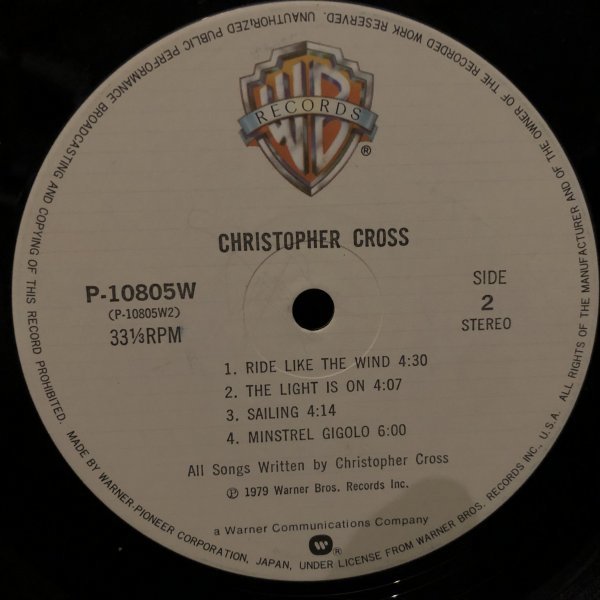 UNAUTHORIZED PUBLIC PERFORMANCE BROADCASTING AND COPYING OF THIS RECORD PROHIBITED.
ALL RIGHTS OF THE MANUFACTURER AND OF THE OWNER OF THE RECORDED WORK RESERVED.
WB
RECORDS
®
CHRISTOPHER CROSS
P-10805W
(P-10805W2)
33⅓RPM
SIDE
2
STEREO
1. RIDE LIKE THE WIND 4:30
2. THE LIGHT IS ON 4:07
3. SAILING 4:14
4. MINSTREL GIGOLO 6:00
All Songs Written by Christopher Cross
℗ 1979 Warner Bros. Records Inc.
a Warner Communications Company
W®
MADE BY WARNER-PIONEER CORPORATION, JAPAN, UNDER LICENSE FROM WARNER BROS. RECORDS INC., U.S.A.